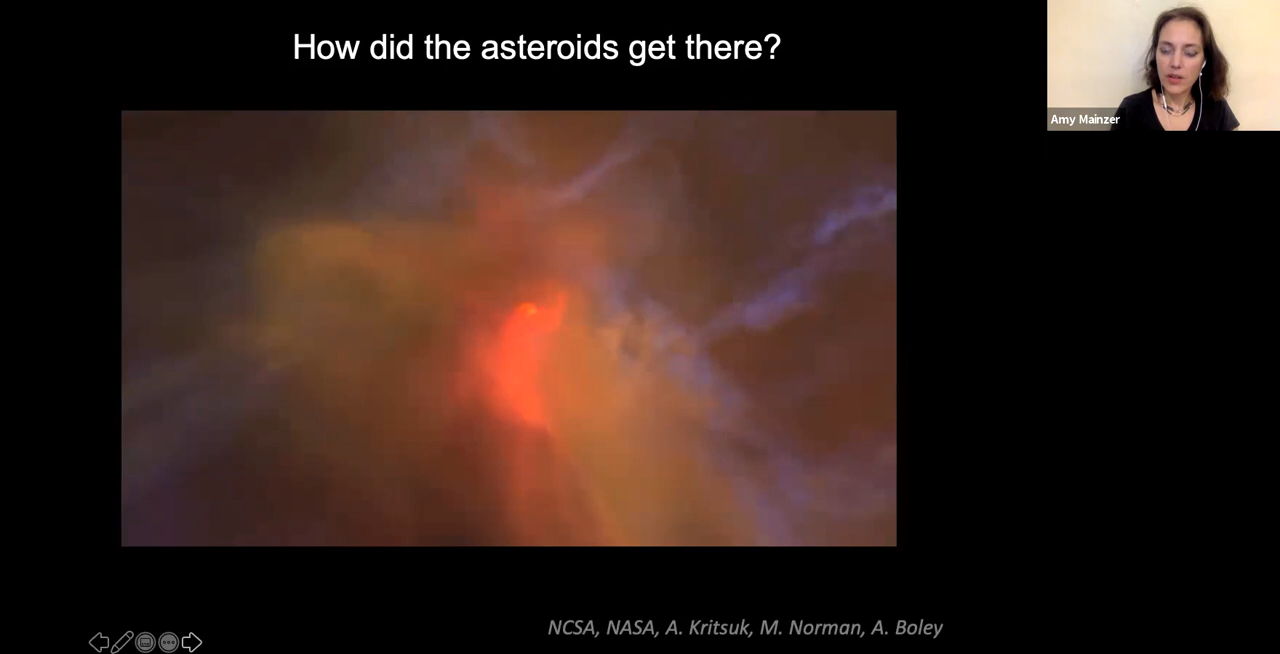 How did the asteroids get there?
Amy Mainzer
NCSA, NASA, A. Kritsuk, M. Norman, A. Boley